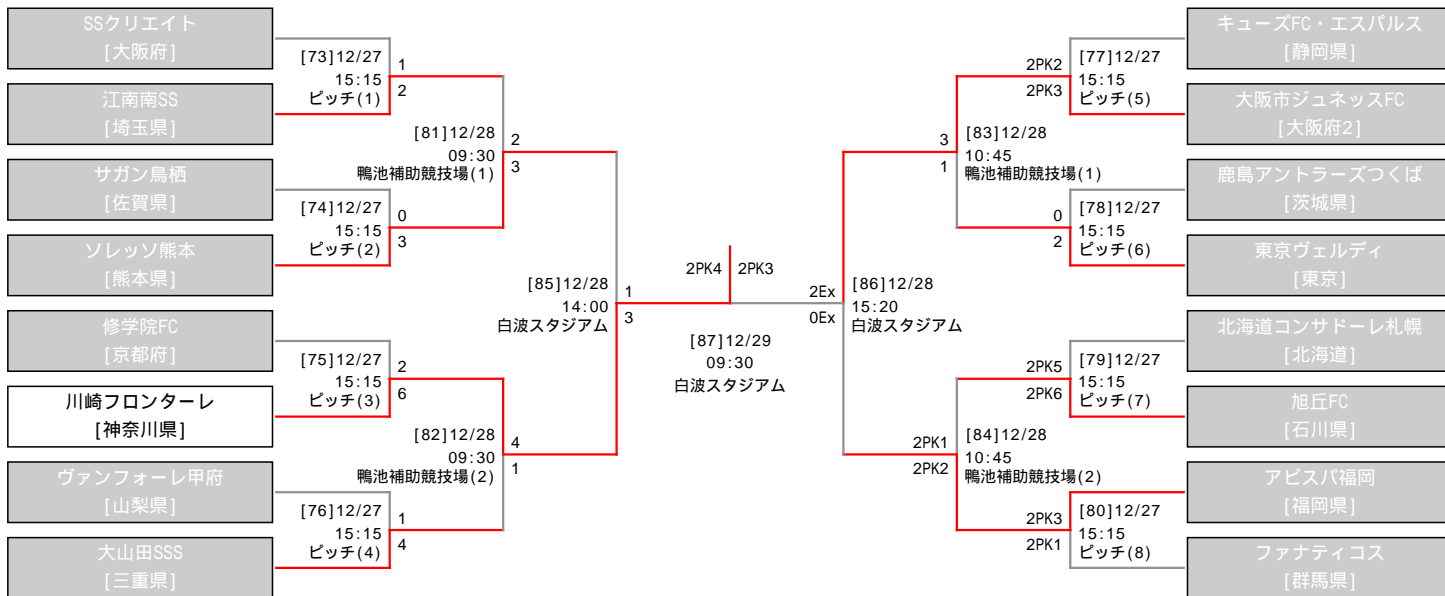 SSクリエイト
[大阪府]
江南南SS
[埼玉県]
サガン鳥栖
[佐賀県]
ソレッソ熊本
[熊本県]
修学院FC
[京都府]
川崎フロンターレ
[神奈川県]
ヴァンフォーレ甲府
[山梨県]
大山田SSS
[三重県]
[73]12/27
15:15
ピッチ(1)
1
2
[74]12/27
15:15
ピッチ(2)
0
3
[75]12/27
15:15
ピッチ(3)
2
6
[76]12/27
15:15
ピッチ(4)
1
4
[81]12/28
09:30
鴨池補助競技場(1)
2
3
[82]12/28
09:30
鴨池補助競技場(2)
4
1
[85]12/28
14:00
白波スタジアム
1
3
2PK4
2PK3
[87]12/29
09:30
白波スタジアム
2Ex
0Ex
[86]12/28
15:20
白波スタジアム
3
1
[83]12/28
10:45
鴨池補助競技場(1)
2PK1
2PK2
[84]12/28
10:45
鴨池補助競技場(2)
2PK2
2PK3
[77]12/27
15:15
ピッチ(5)
0
2
[78]12/27
15:15
ピッチ(6)
2PK5
2PK6
[79]12/27
15:15
ピッチ(7)
2PK3
2PK1
[80]12/27
15:15
ピッチ(8)
キューズFC・エスパルス
[静岡県]
大阪市ジュネッスFC
[大阪府2]
鹿島アントラーズつくば
[茨城県]
東京ヴェルディ
[東京]
北海道コンサドーレ札幌
[北海道]
旭丘FC
[石川県]
アビスパ福岡
[福岡県]
ファナティコス
[群馬県]